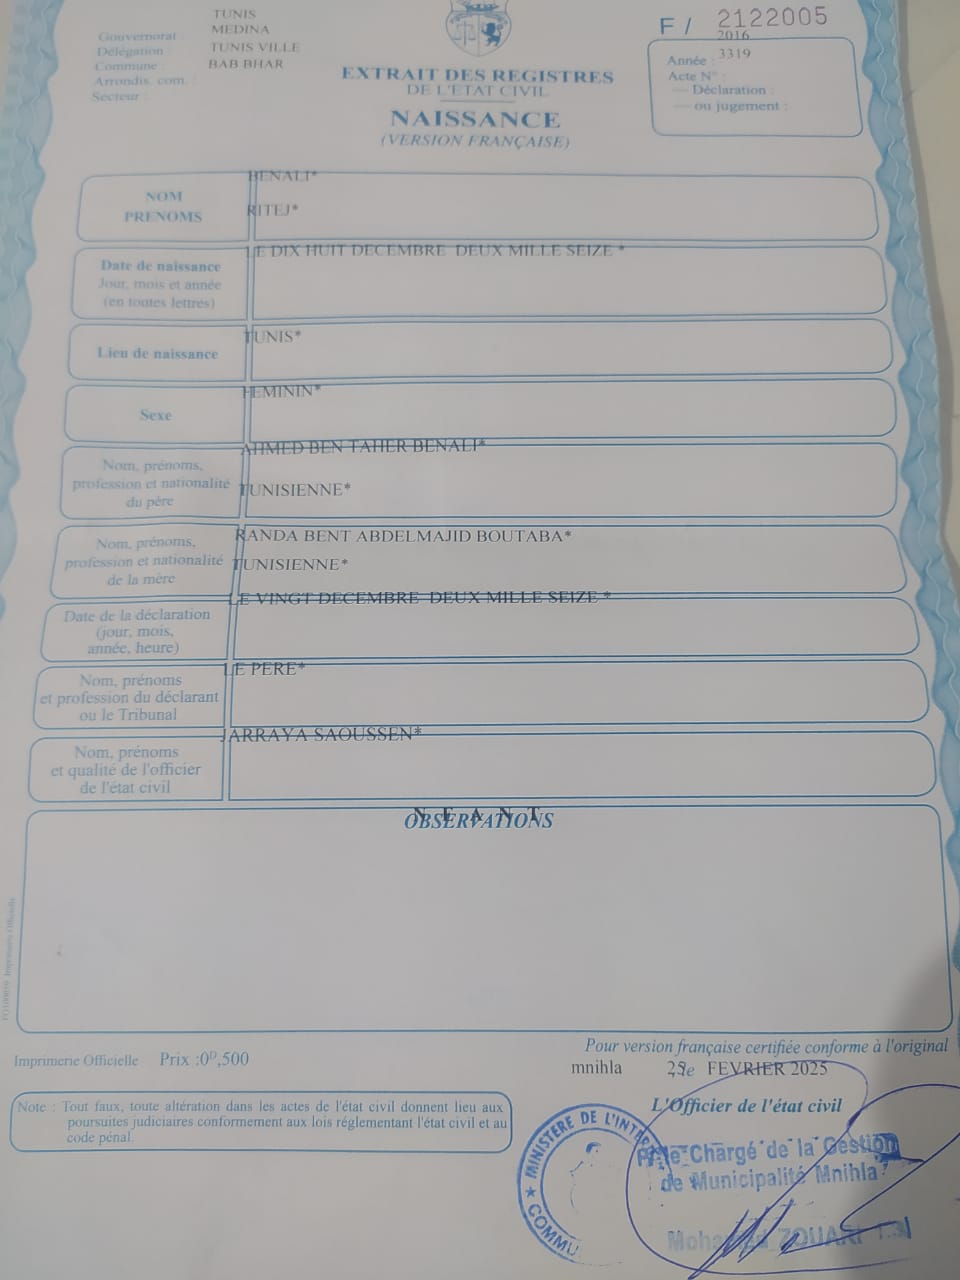 TUNIS
Gouvernorat :
MEDINA
Délégation :
TUNIS VILLE
Commune :
BAB BHAR
Arrondis. com. :
Secteur :
F / 2122005
2016
Année :
3319
Acte N° :
— Déclaration :
— ou jugement :
EXTRAIT DES REGISTRES
DE L'ETAT CIVIL
NAISSANCE
(VERSION FRANÇAISE)
NOM
BENALI*
PRENOMS
RITEJ*
Date de naissance
Jour, mois et année
(en toutes lettres)
LE DIX HUIT DECEMBRE DEUX MILLE SEIZE *
Lieu de naissance
TUNIS*
Sexe
FEMININ*
Nom, prénoms,
profession et nationalité
du père
AHMED BEN TAHER BENALI*
TUNISIENNE*
Nom, prénoms,
profession et nationalité
de la mère
RANDA BENT ABDELMAJID BOUTABA*
TUNISIENNE*
Date de la déclaration
(jour, mois,
année, heure)
LE VINGT DECEMBRE DEUX MILLE SEIZE *
Nom, prénoms
et profession du déclarant
ou le Tribunal
LE PERE*
Nom, prénoms
et qualité de l'officier
de l'état civil
JARRAYA SAOUSSEN*
N E A N T
OBSERVATIONS
Imprimerie Officielle
Prix :0ᴰ,500
Pour version française certifiée conforme à l'original
mnihla
le FEVRIER 2025
L'Officier de l'état civil
Note : Tout faux, toute altération dans les actes de l'état civil donnent lieu aux
poursuites judiciaires conformement aux lois réglementant l'état civil et au
code pénal.
MINISTERE DE L'INTER
COMMU
Chargé de la Gestion
de Municipalité Mnihla
Mohamed ZOUARI